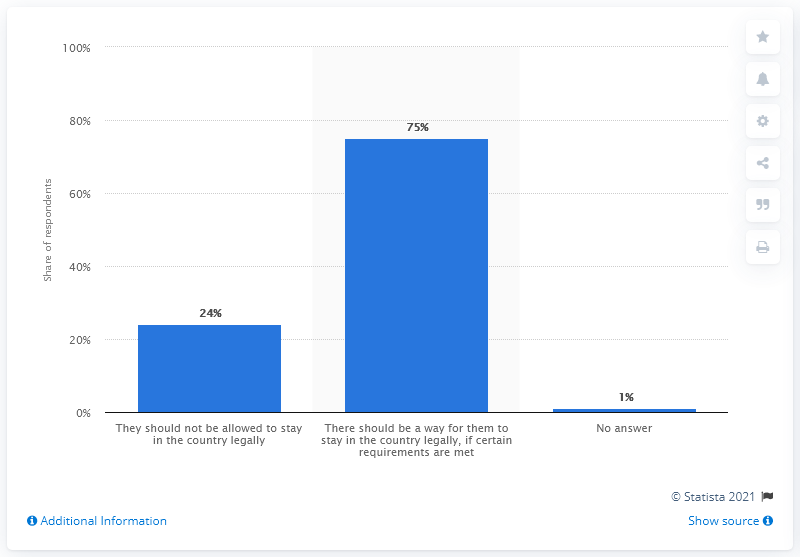 100%
80%
60%
40%
20%
0%
Share of respondents
24%
75%
1%
They should not be allowed to stay
in the country legally
There should be a way for them to
stay in the country legally, if certain
requirements are met
No answer
© Statista 2021
Additional Information
Show source